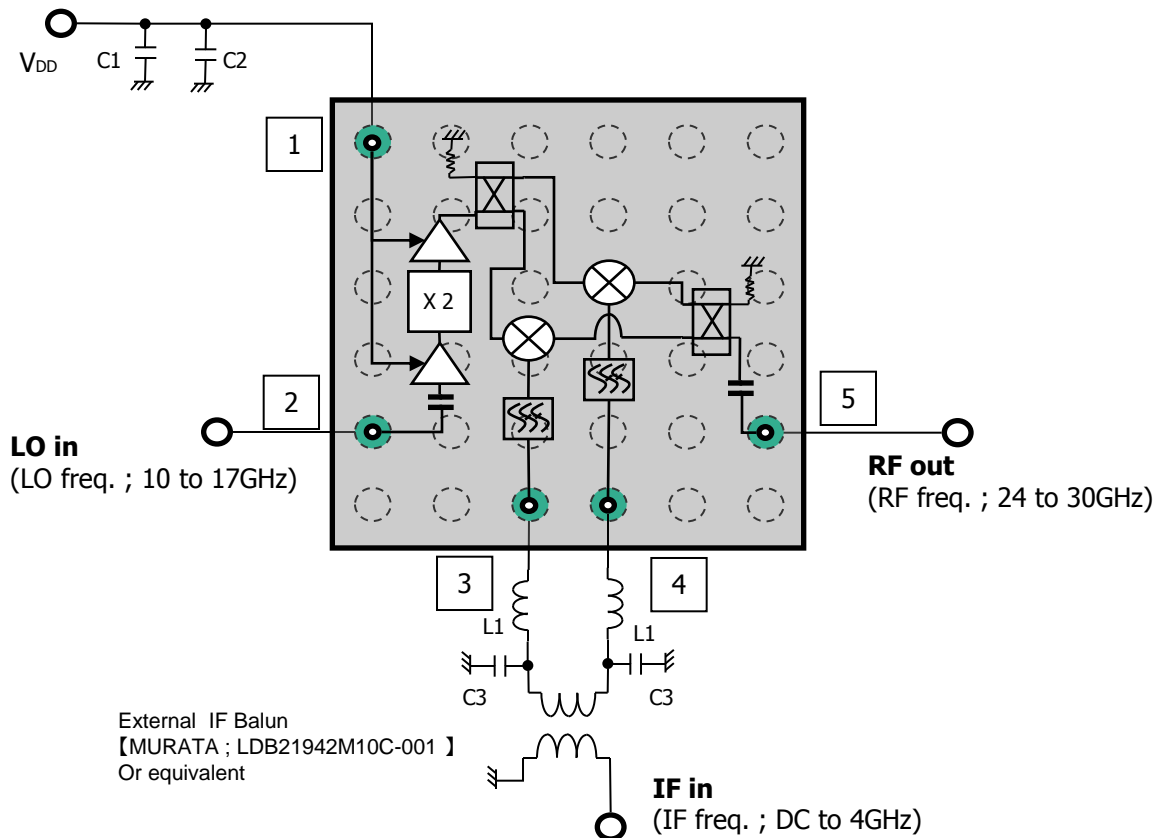 VDD
C1
C2
1
X 2
2
5
LO in
(LO freq. ; 10 to 17GHz)
RF out
(RF freq. ; 24 to 30GHz)
3
4
L1
L1
C3
C3
External IF Balun
【MURATA ; LDB21942M10C-001 】
Or equivalent
IF in
(IF freq. ; DC to 4GHz)